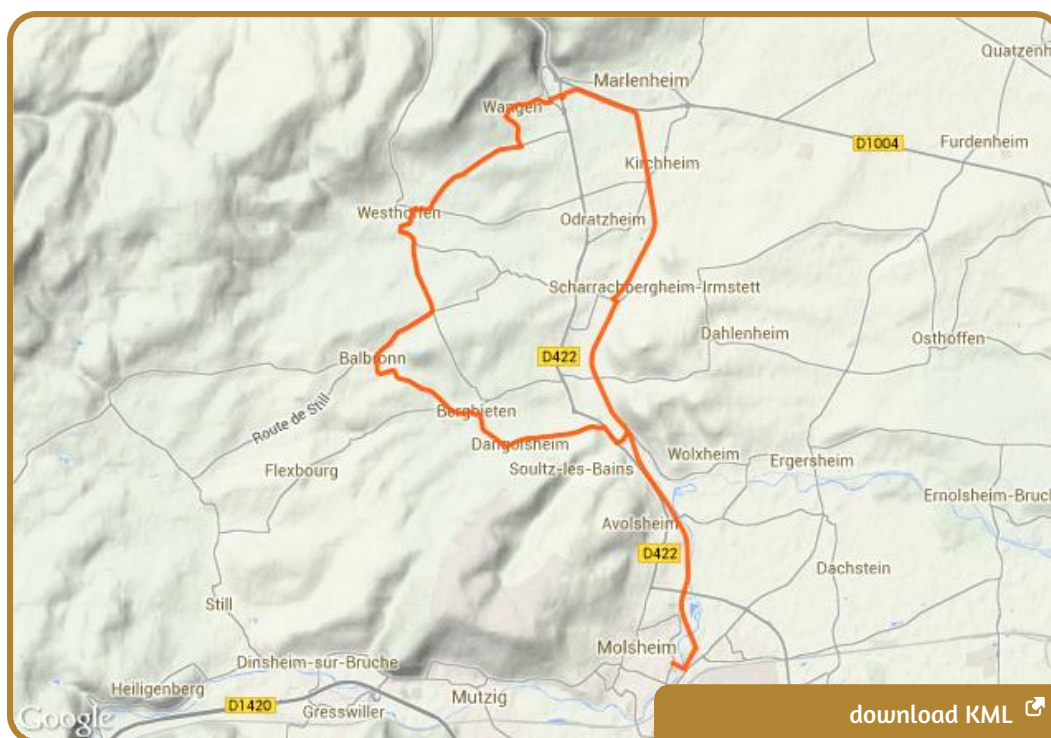 Quatzenh
Marlenheim
Wangen
D1004
Furdenheim
Kirchheim
Westhoffen
Odratzheim
Scharrachbergheim-Irmstett
Dahlenheim
Osthoffen
D422
Balbronn
Route de Still
Bergbieten
Dangolsheim
Wolxheim
Ergersheim
Flexbourg
Soultz-les-Bains
Ernolsheim-Bruch
Avolsheim
D422
Dachstein
Still
Molsheim
Dinsheim-sur-Bruche
Heiligenberg
Mutzig
D1420
Gresswiller
Google
download KML